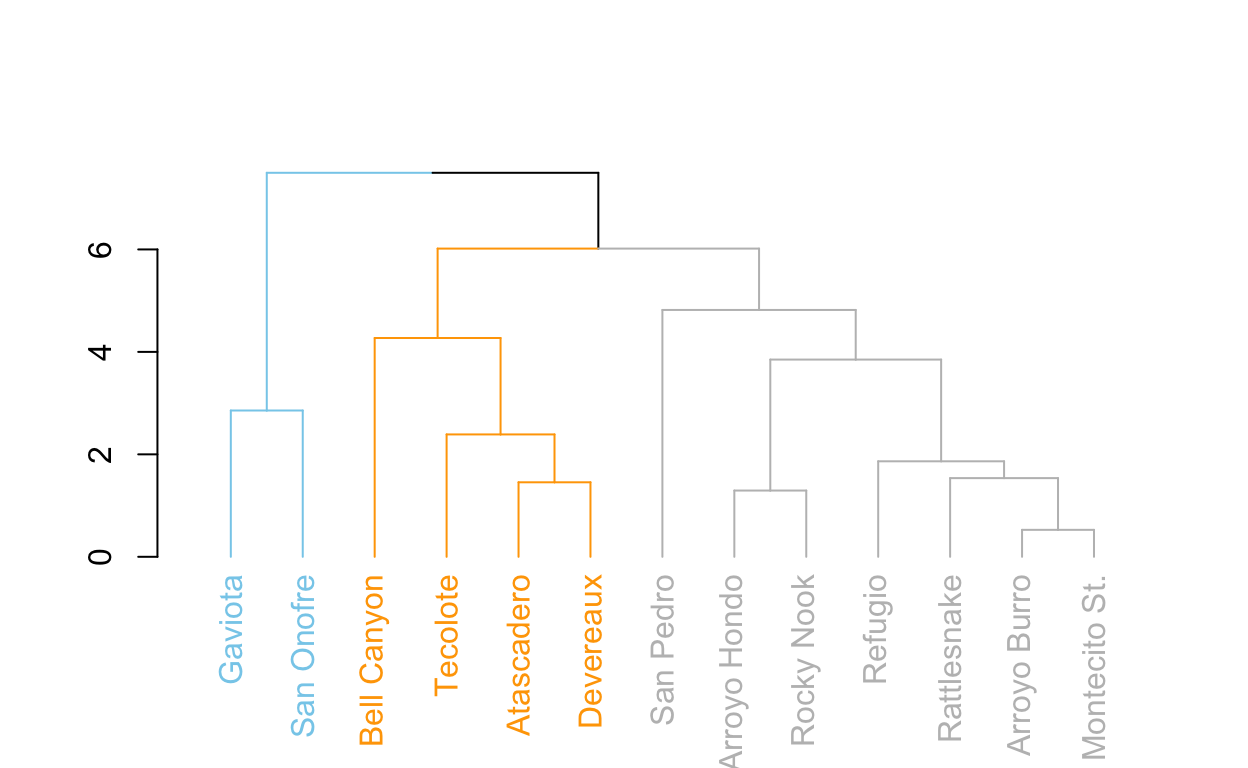 6
4
2
0
Gaviota
San Onofre
Bell Canyon
Tecolote
Atascadero
Devereaux
San Pedro
Arroyo Hondo
Rocky Nook
Refugio
Rattlesnake
Arroyo Burro
Montecito St.